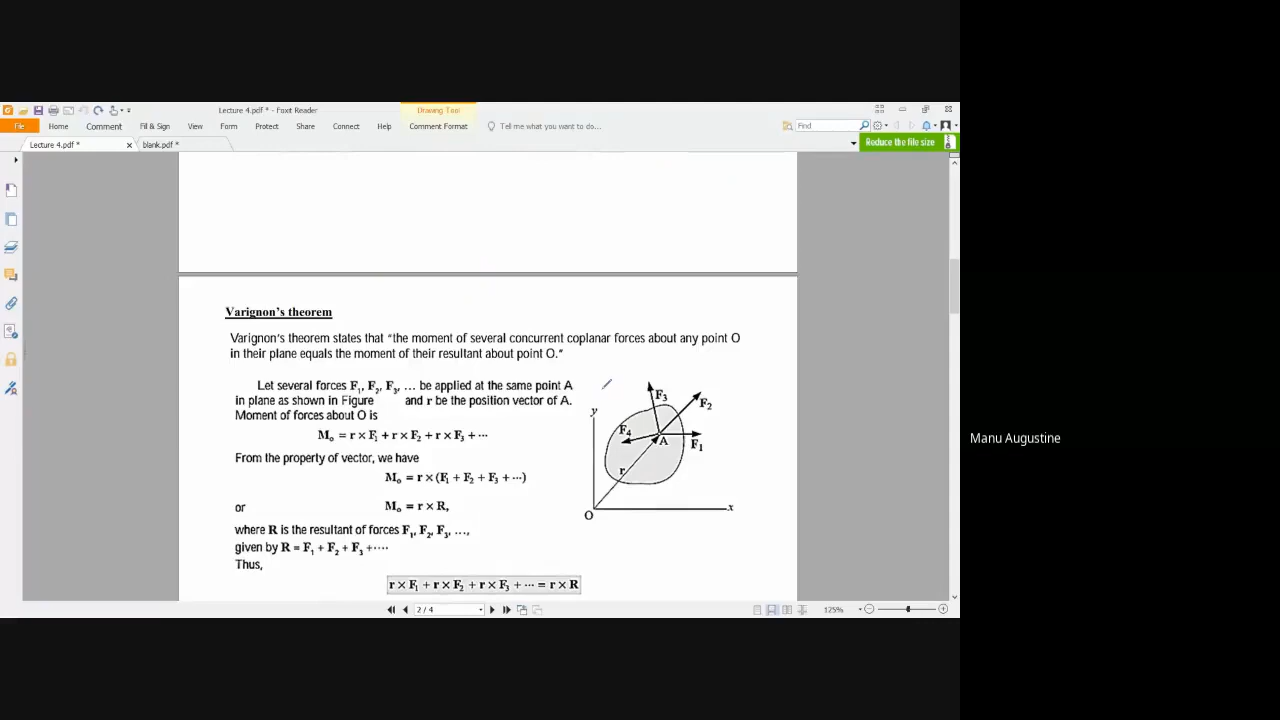 Lecture 4.pdf * - Foxit Reader
Drawing Tool
File Home Comment Fill & Sign View Form Protect Share Connect Help Comment Format Tell me what you want to do... Find
Lecture 4.pdf * blank.pdf * Reduce the file size
Varignon's theorem
Varignon's theorem states that "the moment of several concurrent coplanar forces about any point O
in their plane equals the moment of their resultant about point O."
Let several forces F₁, F₂, F₃, … be applied at the same point A
in plane as shown in Figure and r be the position vector of A.
Moment of forces about O is
Mₒ = r × F₁ + r × F₂ + r × F₃ + ···
From the property of vector, we have
Mₒ = r × (F₁ + F₂ + F₃ + ···)
or Mₒ = r × R,
where R is the resultant of forces F₁, F₂, F₃, …,
given by R = F₁ + F₂ + F₃ +····
Thus,
r × F₁ + r × F₂ + r × F₃ + ··· = r × R
F₃
F₂
y
F₄
A
F₁
r
O
x
2 / 4
125%
Manu Augustine